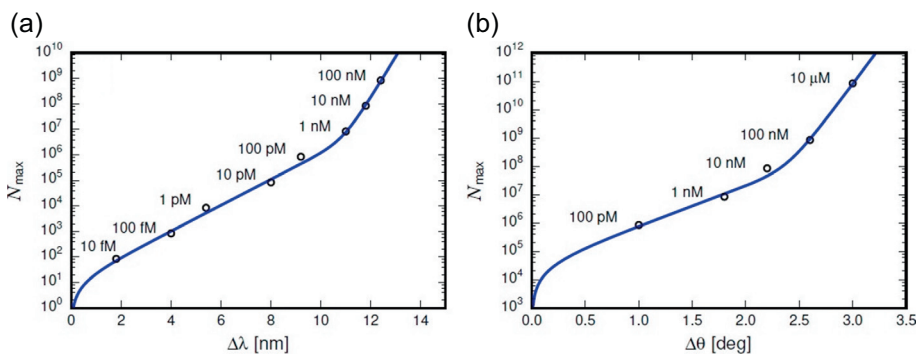 (a)
(b)
10^10
10^9
10^8
10^7
10^6
10^5
10^4
10^3
10^2
10^1
10^0
N_max
100 nM
10 nM
1 nM
100 pM
10 pM
1 pM
100 fM
10 fM
0 2 4 6 8 10 12 14
Δλ [nm]
10^12
10^11
10^10
10^9
10^8
10^7
10^6
10^5
10^4
10^3
N_max
10 μM
100 nM
10 nM
1 nM
100 pM
0.0 0.5 1.0 1.5 2.0 2.5 3.0 3.5
Δθ [deg]